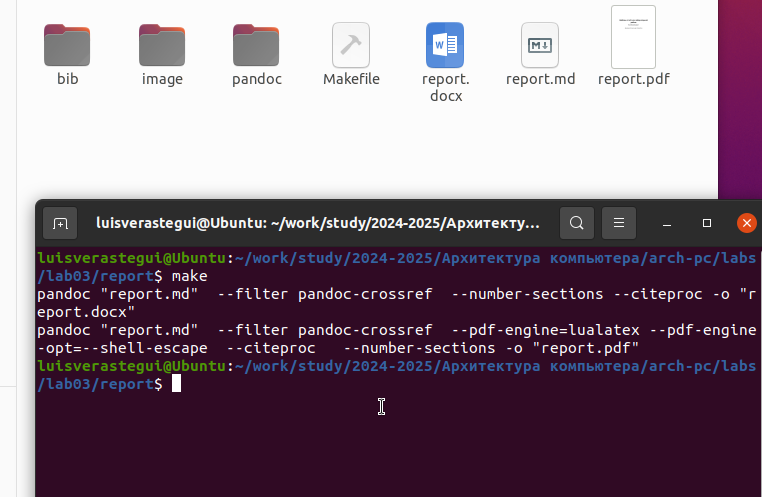 bib
image
pandoc
Makefile
report.
docx
report.md
report.pdf
luisverastegui@Ubuntu: ~/work/study/2024-2025/Архитекту...
luisverastegui@Ubuntu:~/work/study/2024-2025/Архитектура компьютера/arch-pc/labs
/lab03/report$ make
pandoc "report.md"  --filter pandoc-crossref  --number-sections --citeproc -o "r
eport.docx"
pandoc "report.md"  --filter pandoc-crossref  --pdf-engine=lualatex --pdf-engine
-opt=--shell-escape  --citeproc   --number-sections -o "report.pdf"
luisverastegui@Ubuntu:~/work/study/2024-2025/Архитектура компьютера/arch-pc/labs
/lab03/report$